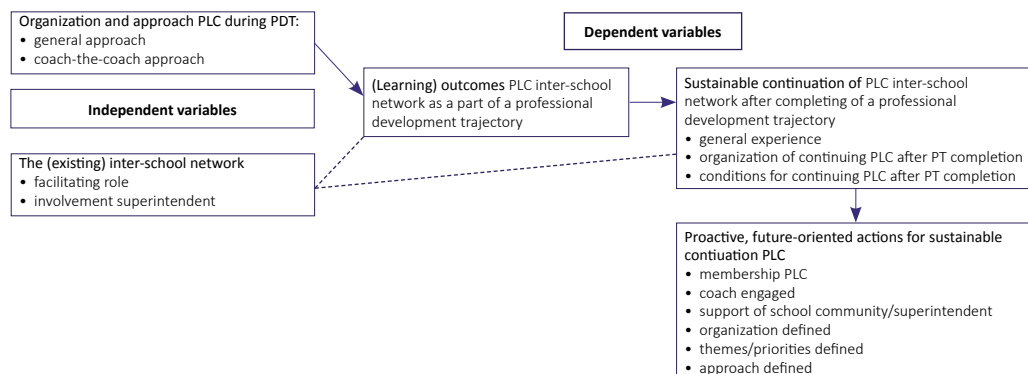 Organization and approach PLC during PDT:
• general approach
• coach-the-coach approach
Independent variables
The (existing) inter-school network
• facilitating role
• involvement superintendent
Dependent variables
(Learning) outcomes PLC inter-school
network as a part of a professional
development trajectory
Sustainable continuation of PLC inter-school
network after completing of a professional
development trajectory
• general experience
• organization of continuing PLC after PT completion
• conditions for continuing PLC after PT completion
Proactive, future-oriented actions for sustainable
contiuation PLC
• membership PLC
• coach engaged
• support of school community/superintendent
• organization defined
• themes/priorities defined
• approach defined